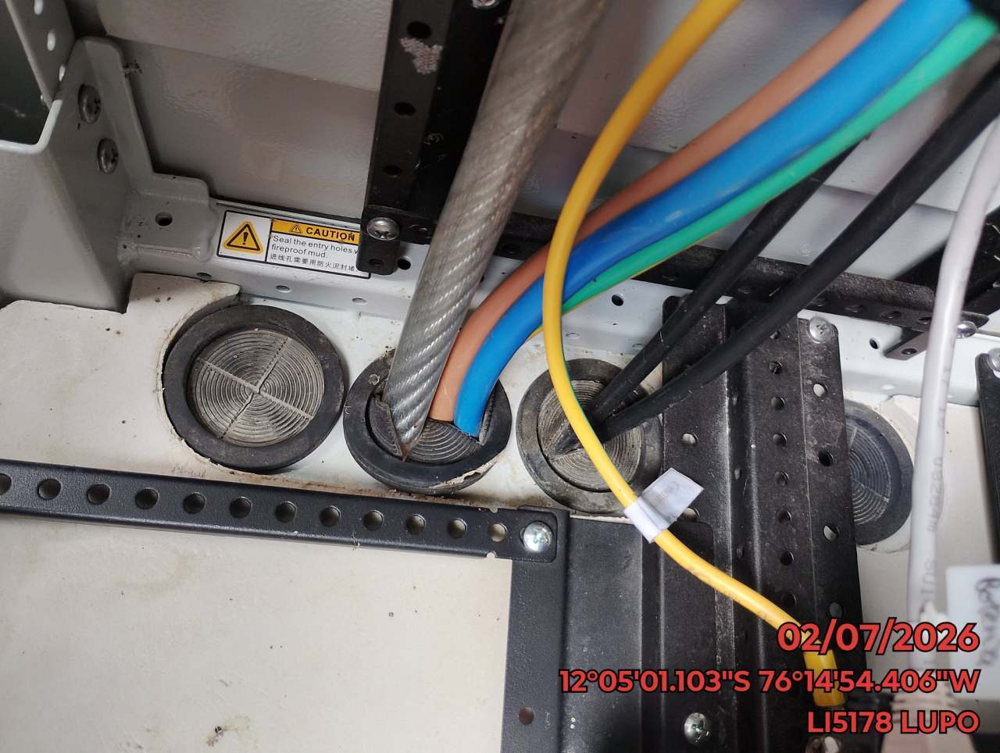 CAUTION
Seal the entry holes w
fireproof mud.
进线孔需要用防火泥封堵
02/07/2026
12°05'01.103"S 76°14'54.406"W
LI5178 LUPO